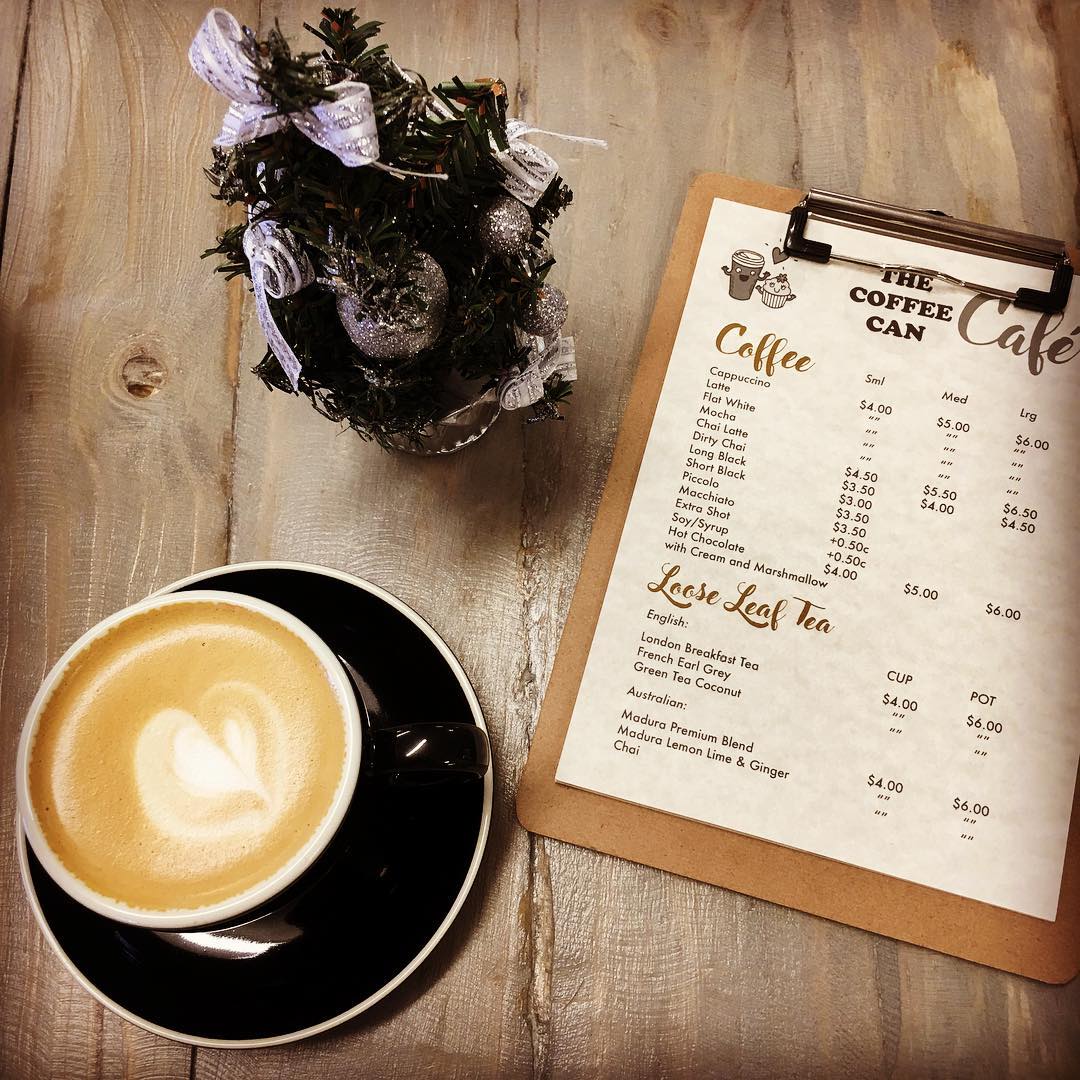 THE
COFFEE
CAN
Café
Coffee
Sml Med Lrg
Cappuccino $4.00 $5.00 $6.00
Latte "" "" ""
Flat White "" "" ""
Mocha "" "" ""
Chai Latte "" "" ""
Dirty Chai $4.50 $5.50 $6.50
Long Black $3.50 $4.00 $4.50
Short Black $3.00
Piccolo $3.50
Macchiato $3.50
Extra Shot +0.50c
Soy/Syrup +0.50c
Hot Chocolate $4.00 $5.00 $6.00
with Cream and Marshmallow
Loose Leaf Tea
English: CUP POT
London Breakfast Tea $4.00 $6.00
French Earl Grey "" ""
Green Tea Coconut "" ""
Australian:
Madura Premium Blend $4.00 $6.00
Madura Lemon Lime & Ginger "" ""
Chai "" ""